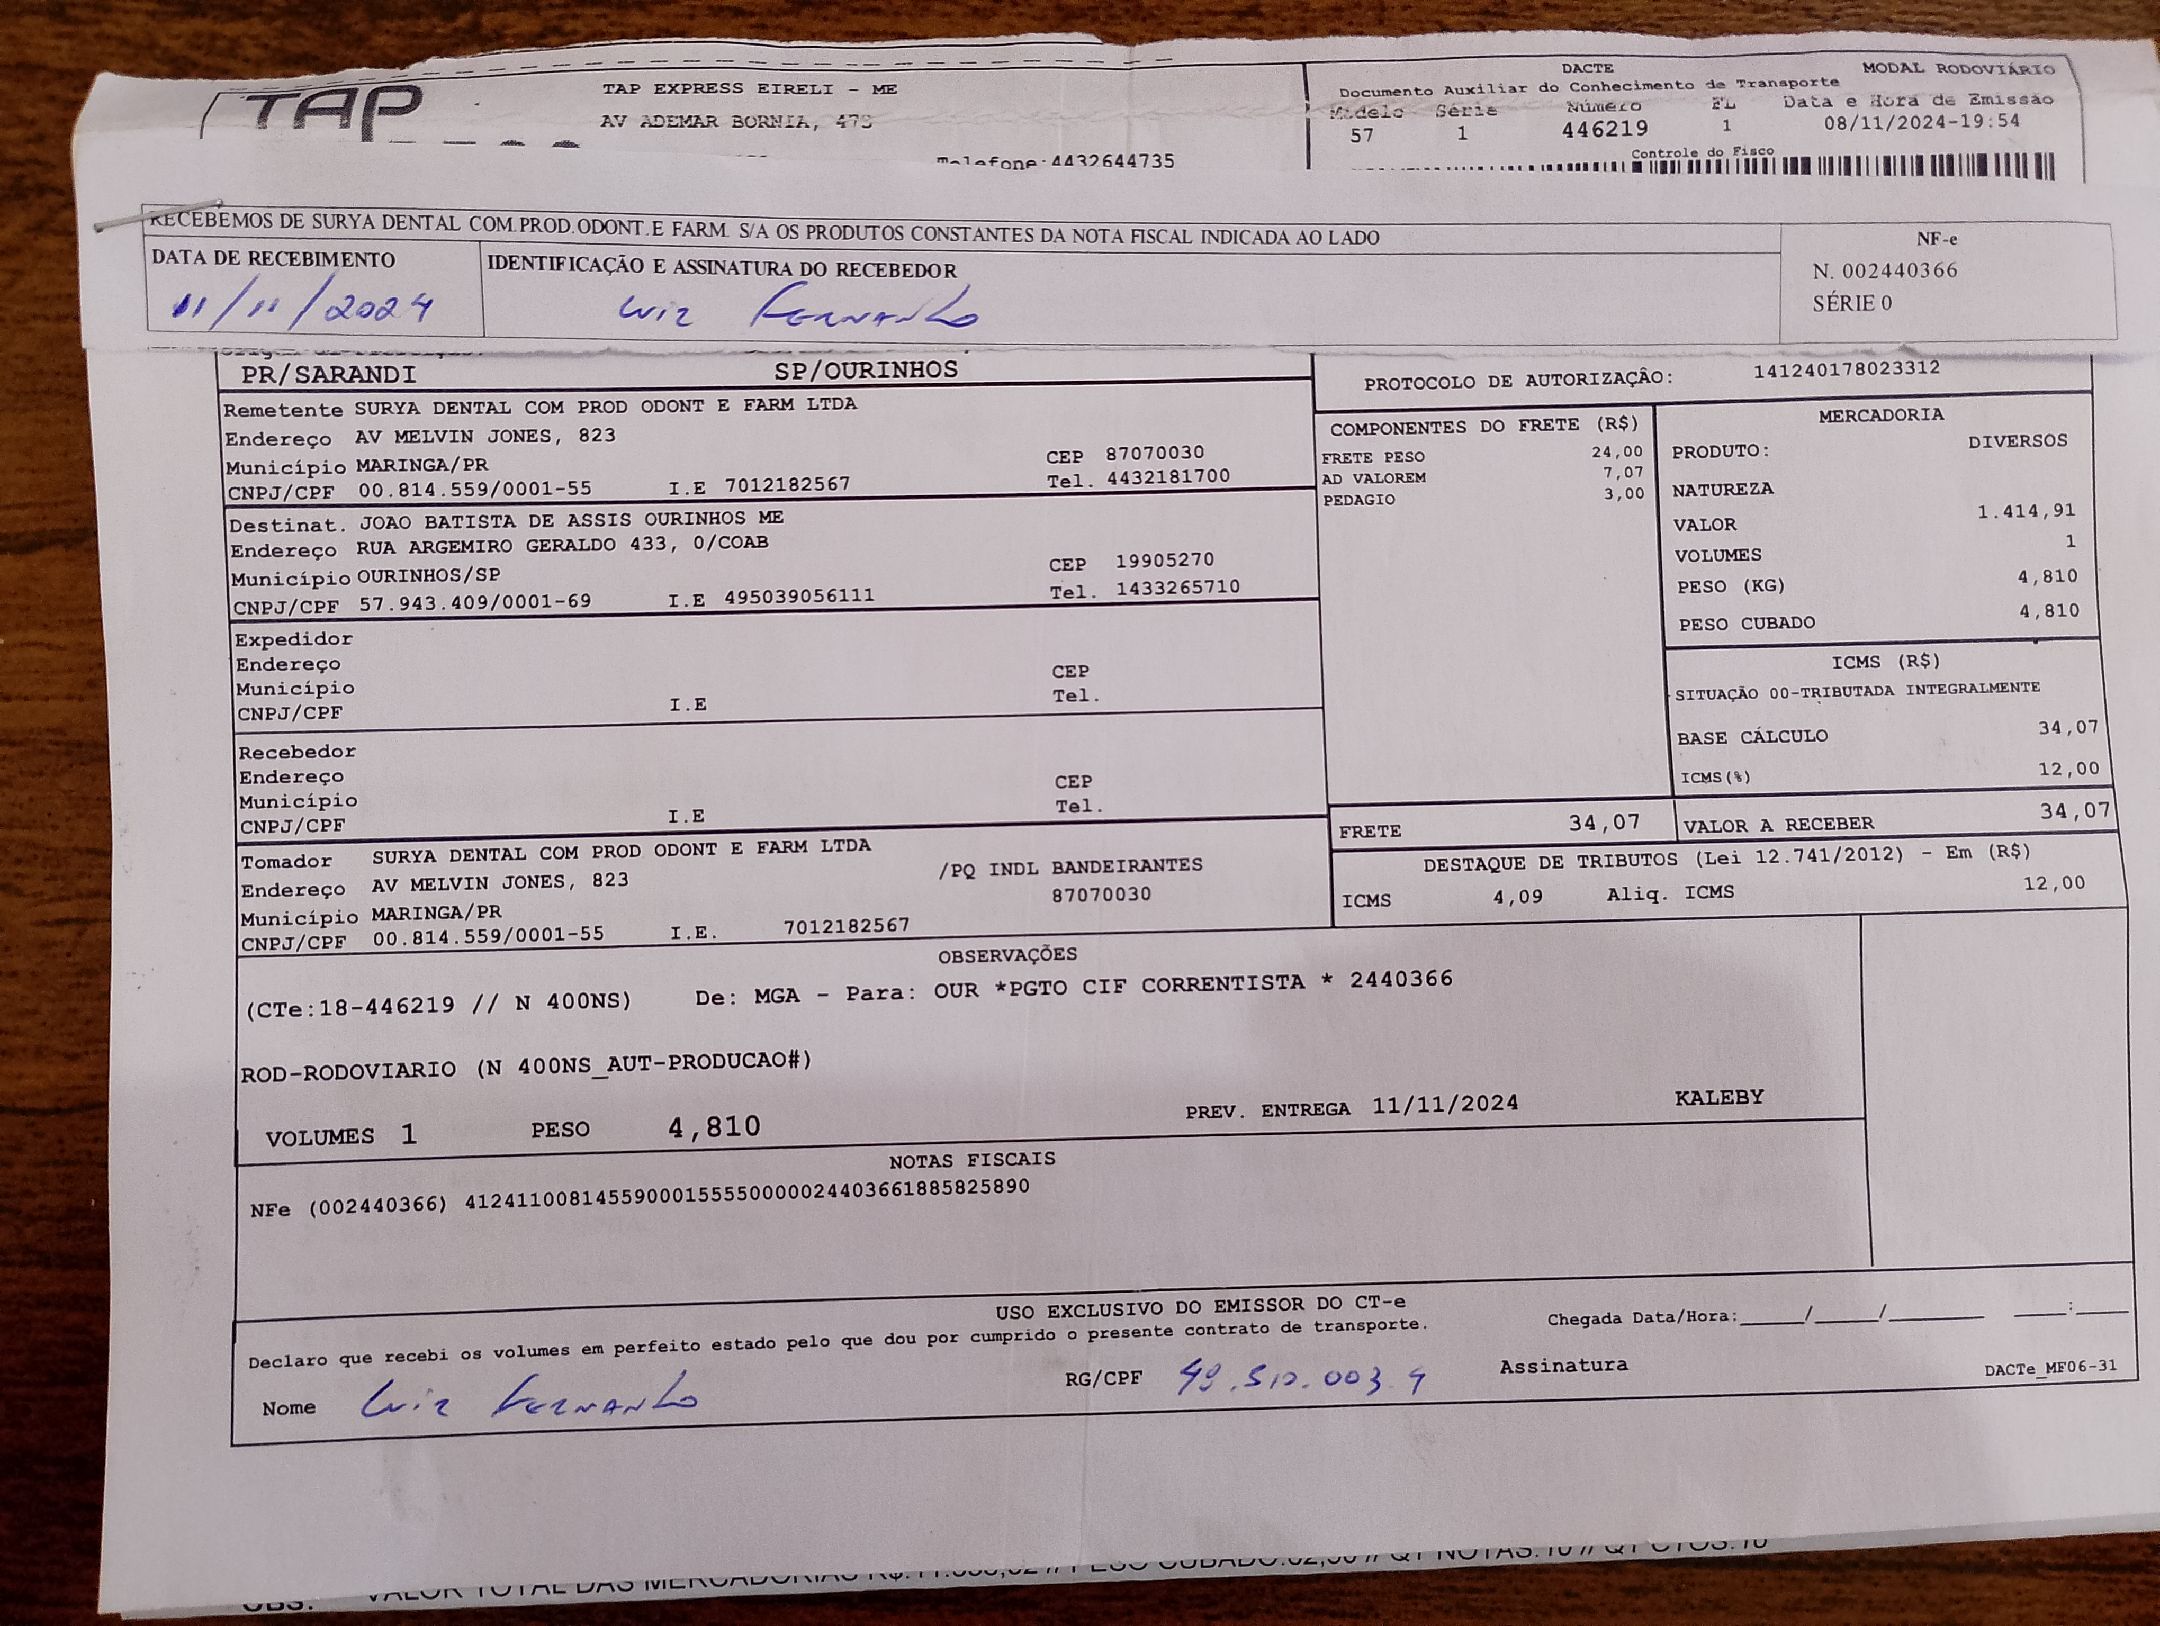 TAP
TAP EXPRESS EIRELI - ME
AV ADEMAR BORNIA, 475
Telefone:4432644735
DACTE
MODAL RODOVIÁRIO
Documento Auxiliar do Conhecimento de Transporte
Modelo Série Número FL Data e Hora de Emissão
57 1 446219 1 08/11/2024-19:54
Controle do Fisco
RECEBEMOS DE SURYA DENTAL COM.PROD.ODONT.E FARM. S/A OS PRODUTOS CONSTANTES DA NOTA FISCAL INDICADA AO LADO
DATA DE RECEBIMENTO
11/11/2024
IDENTIFICAÇÃO E ASSINATURA DO RECEBEDOR
Luiz Fernando
NF-e
N. 002440366
SÉRIE 0
PR/SARANDI SP/OURINHOS
PROTOCOLO DE AUTORIZAÇÃO: 141240178023312
Remetente SURYA DENTAL COM PROD ODONT E FARM LTDA
Endereço AV MELVIN JONES, 823
Município MARINGA/PR CEP 87070030
CNPJ/CPF 00.814.559/0001-55 I.E 7012182567 Tel. 4432181700
Destinat. JOAO BATISTA DE ASSIS OURINHOS ME
Endereço RUA ARGEMIRO GERALDO 433, 0/COAB
Município OURINHOS/SP CEP 19905270
CNPJ/CPF 57.943.409/0001-69 I.E 495039056111 Tel. 1433265710
Expedidor
Endereço
Município CEP
CNPJ/CPF I.E Tel.
Recebedor
Endereço
Município CEP
CNPJ/CPF I.E Tel.
Tomador SURYA DENTAL COM PROD ODONT E FARM LTDA
Endereço AV MELVIN JONES, 823 /PQ INDL BANDEIRANTES
Município MARINGA/PR 87070030
CNPJ/CPF 00.814.559/0001-55 I.E. 7012182567
COMPONENTES DO FRETE (R$)
FRETE PESO 24,00
AD VALOREM 7,07
PEDAGIO 3,00
MERCADORIA
PRODUTO: DIVERSOS
NATUREZA
VALOR 1.414,91
VOLUMES 1
PESO (KG) 4,810
PESO CUBADO 4,810
ICMS (R$)
SITUAÇÃO 00-TRIBUTADA INTEGRALMENTE
BASE CÁLCULO 34,07
ICMS(%) 12,00
FRETE 34,07 VALOR A RECEBER 34,07
DESTAQUE DE TRIBUTOS (Lei 12.741/2012) - Em (R$)
ICMS 4,09 Aliq. ICMS 12,00
OBSERVAÇÕES
(CTe:18-446219 // N 400NS) De: MGA - Para: OUR *PGTO CIF CORRENTISTA * 2440366
ROD-RODOVIARIO (N 400NS_AUT-PRODUCAO#)
VOLUMES 1 PESO 4,810 PREV. ENTREGA 11/11/2024 KALEBY
NOTAS FISCAIS
NFe (002440366) 41241100814559000155550000024403661885825890
USO EXCLUSIVO DO EMISSOR DO CT-e
Declaro que recebi os volumes em perfeito estado pelo que dou por cumprido o presente contrato de transporte.
Chegada Data/Hora:_____/_____/_______ ____:____
Nome Luiz Fernando RG/CPF 49.510.003.4 Assinatura DACTe_MF06-31
OBS: VALOR TOTAL DAS MERCADORIAS